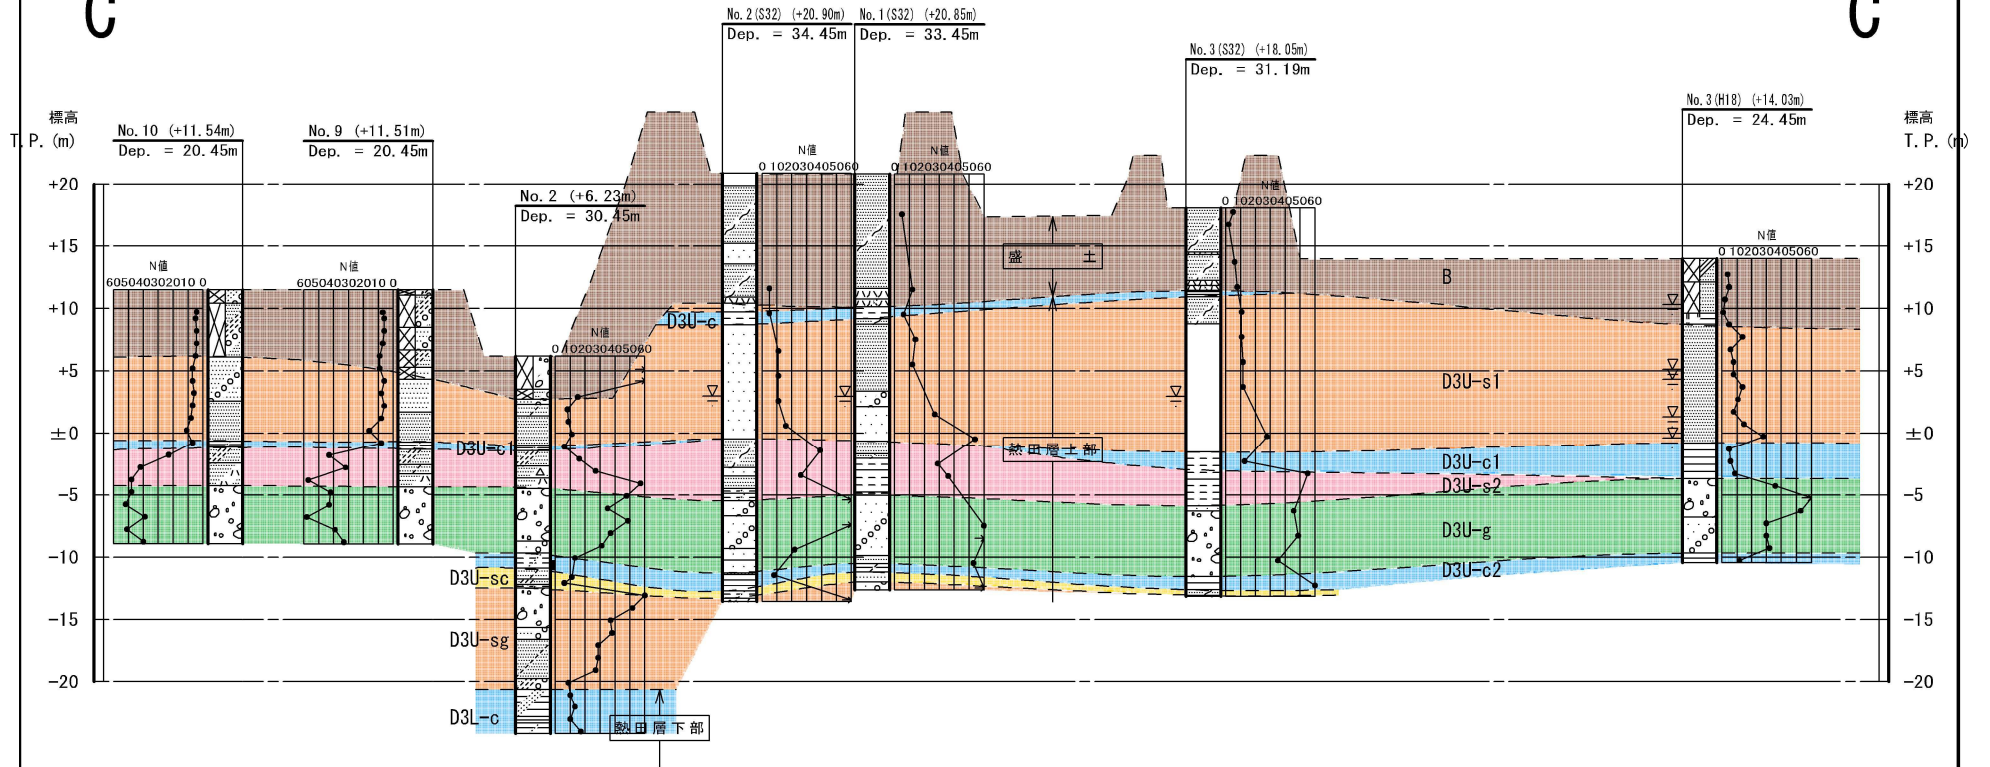 C
C
No.2(S32) (+20.90m)
Dep. = 34.45m
No.1(S32) (+20.85m)
Dep. = 33.45m
No.3(S32) (+18.05m)
Dep. = 31.19m
No.3(H18) (+14.03m)
Dep. = 24.45m
標高
T.P.(m)
No.10 (+11.54m)
Dep. = 20.45m
No.9 (+11.51m)
Dep. = 20.45m
標高
T.P.(m)
N値
0 102030405060
N値
0 102030405060
+20
No.2 (+6.23m)
Dep. = 30.45m
N値
0 102030405060
+20
+15
N値
0 102030405060
+15
盛土
N値
6050403020100
N値
6050403020100
B
+10
D3U-c
+10
N値
0 102030405060
+5
D3U-s1
+5
±0
D3U-c1
熱田層上部
±0
D3U-c1
D3U-s2
-5
-5
D3U-g
-10
D3U-c2
-10
D3U-sc
-15
D3U-sg
-15
-20
-20
D3L-c
熱田層下部